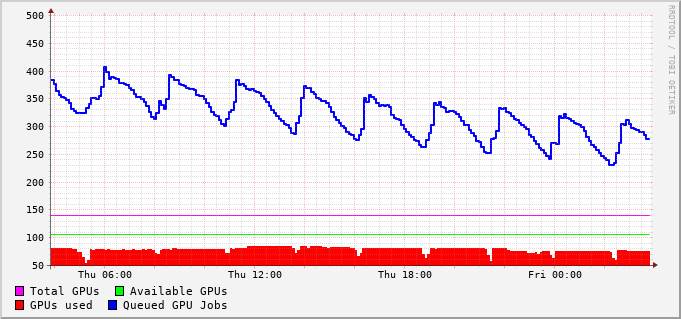 RRDTOOL / TOBI OETIKER
500
450
400
350
300
250
200
150
100
50
Thu 06:00 Thu 12:00 Thu 18:00 Fri 00:00
Total GPUs Available GPUs
GPUs used Queued GPU Jobs